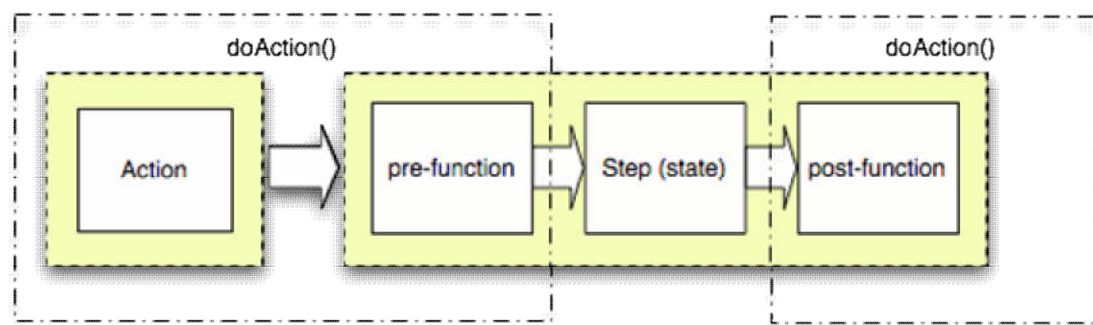 doAction()
doAction()
Action
pre-function
Step (state)
post-function